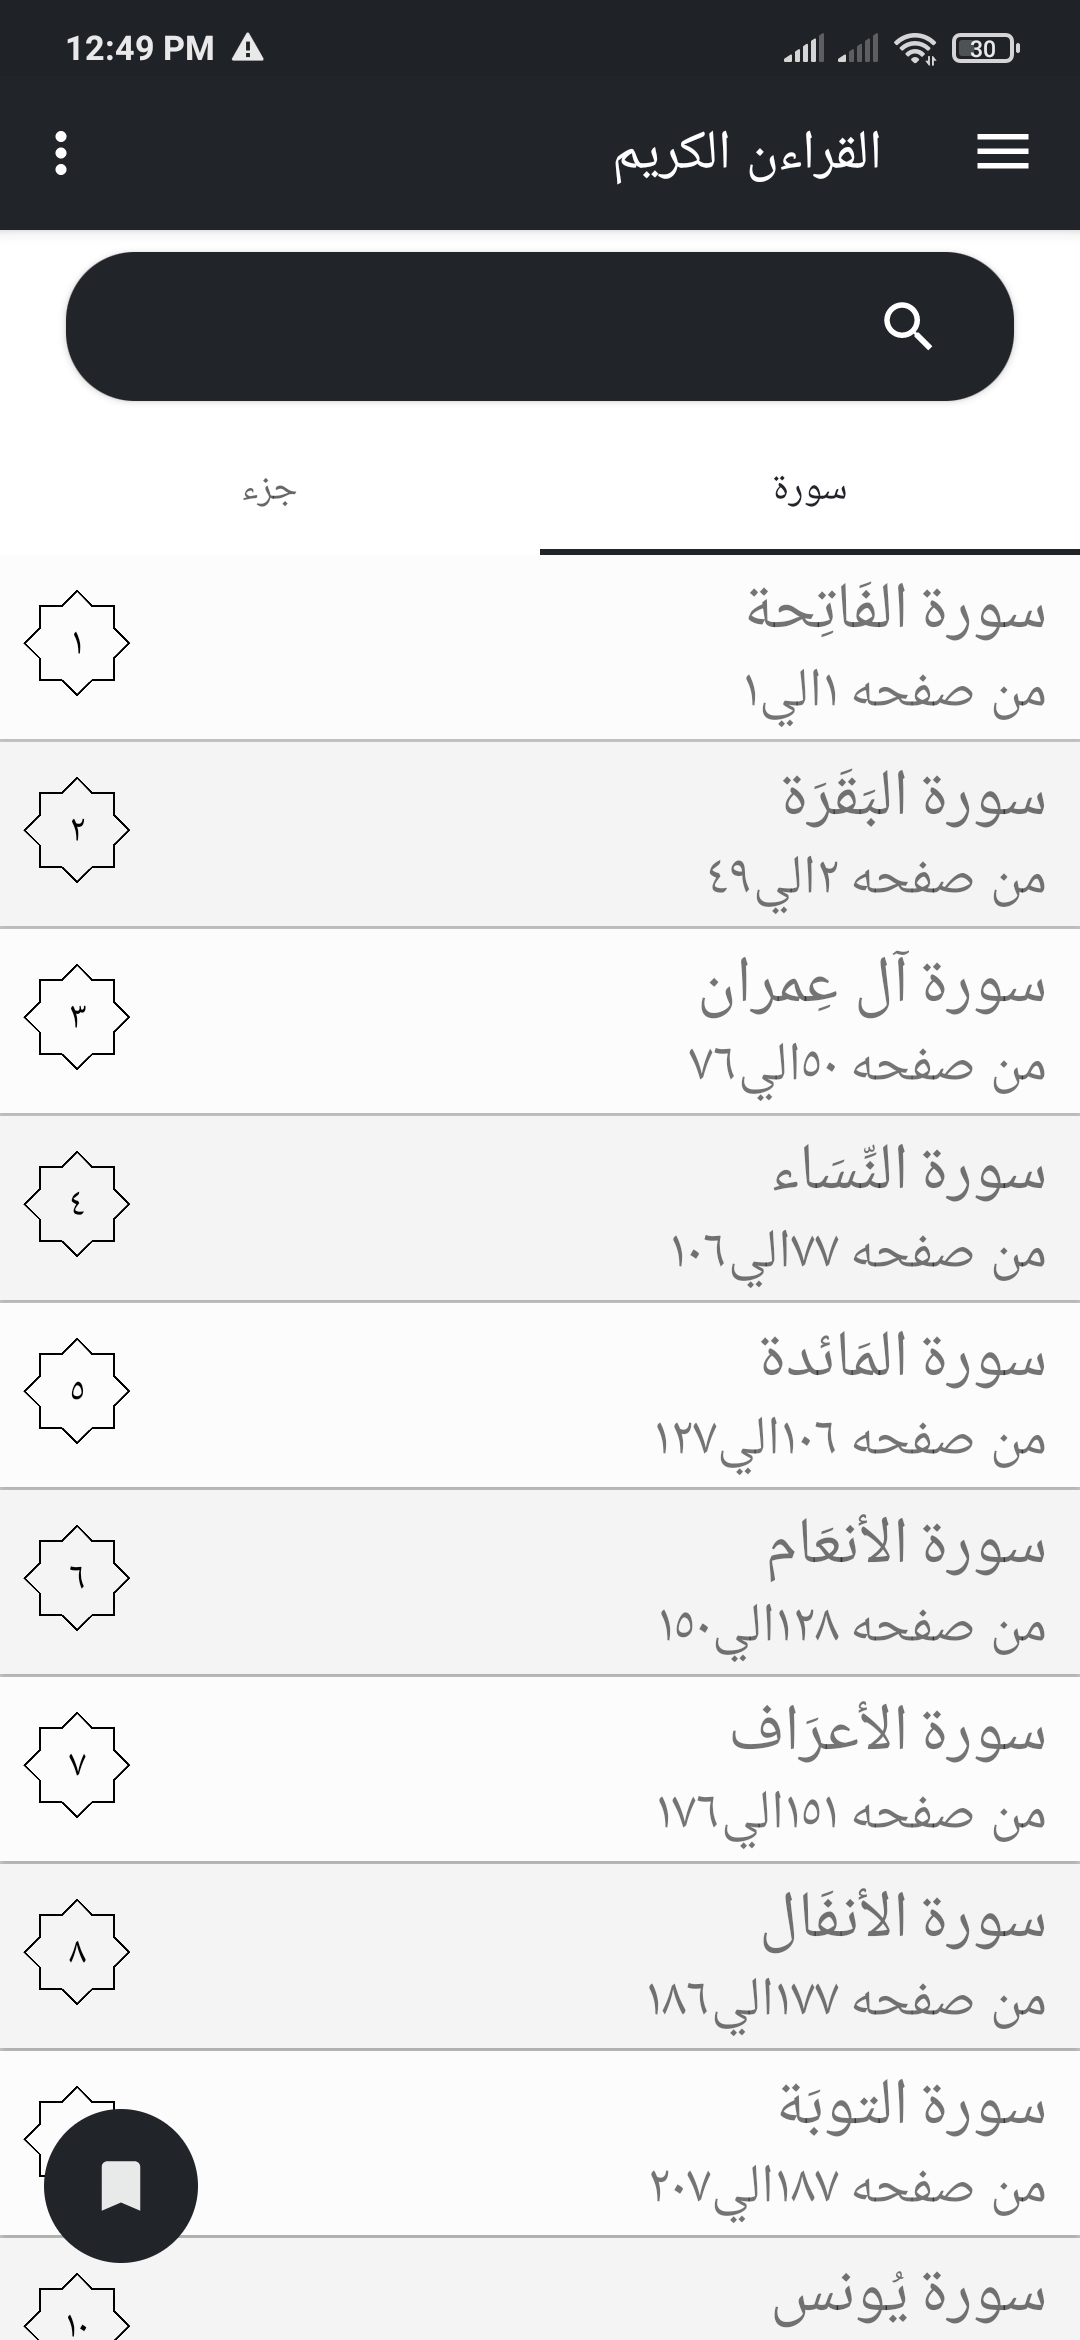 12:49 PM
30
القراءن الكريم
سورة
جزء
سورة الفَاتِحة
من صفحه ١الي١
١
سورة البَقَرَة
من صفحه ٢الي٤٩
٢
سورة آل عِمران
من صفحه ٥٠الي٧٦
٣
سورة النِّسَاء
من صفحه ٧٧الي١٠٦
٤
سورة المَائدة
من صفحه ١٠٦الي١٢٧
٥
سورة الأنعَام
من صفحه ١٢٨الي١٥٠
٦
سورة الأعرَاف
من صفحه ١٥١الي١٧٦
٧
سورة الأنفَال
من صفحه ١٧٧الي١٨٦
٨
سورة التوبَة
من صفحه ١٨٧الي٢٠٧
سورة يُونس
١٠